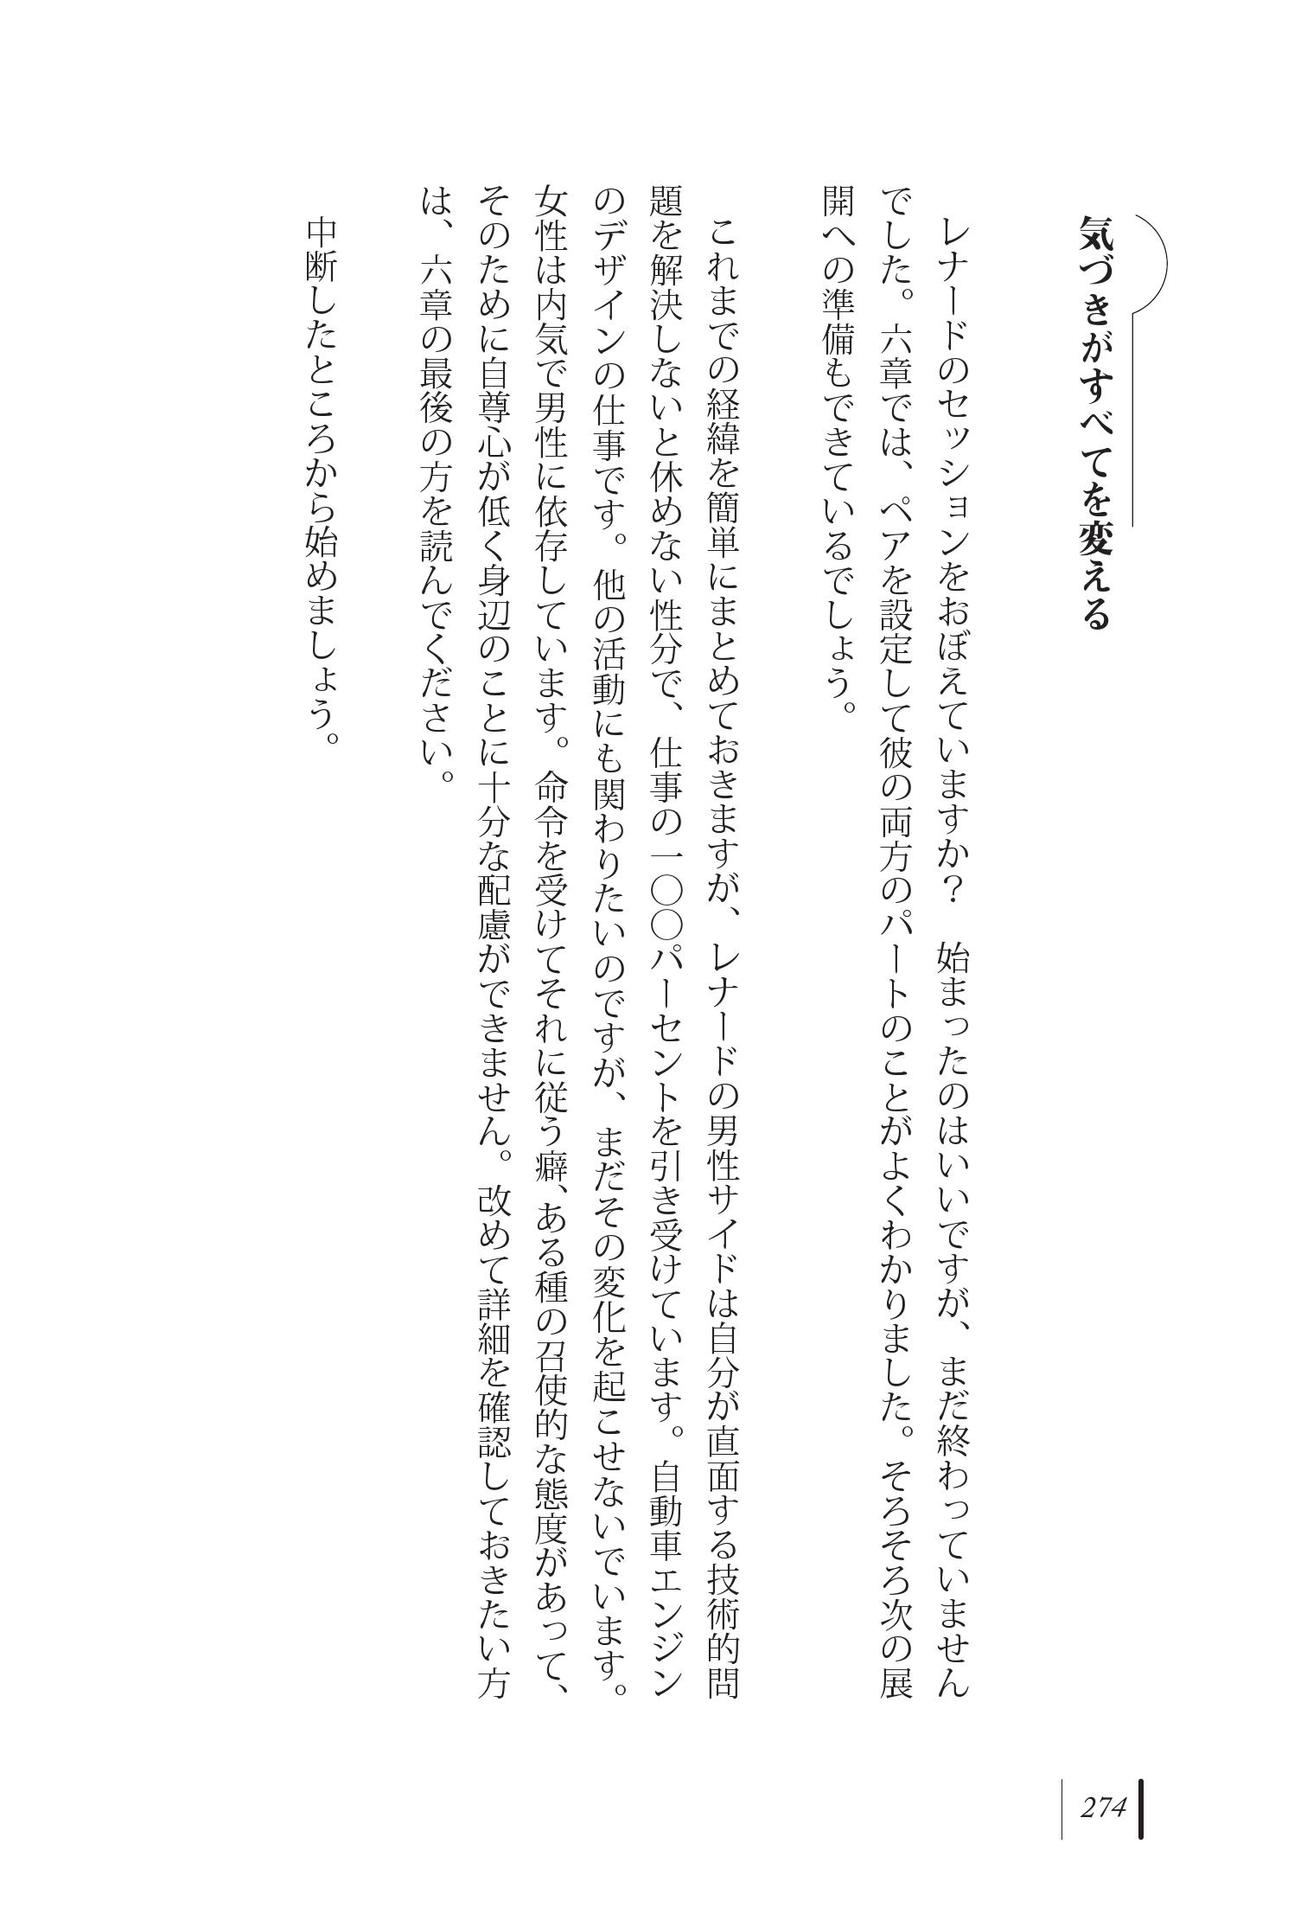 気づきがすべてを変える
レナードのセッションをおぼえていますか？　始まったのはいいですが、まだ終わっていません
でした。六章では、ペアを設定して彼の両方のパートのことがよくわかりました。そろそろ次の展
開への準備もできているでしょう。
これまでの経緯を簡単にまとめておきますが、レナードの男性サイドは自分が直面する技術的問
題を解決しないと休めない性分で、仕事の一〇〇パーセントを引き受けています。自動車エンジン
のデザインの仕事です。他の活動にも関わりたいのですが、まだその変化を起こせないでいます。
女性は内気で男性に依存しています。命令を受けてそれに従う癖、ある種の召使的な態度があって、
そのために自尊心が低く身辺のことに十分な配慮ができません。改めて詳細を確認しておきたい方
は、六章の最後の方を読んでください。
中断したところから始めましょう。
274